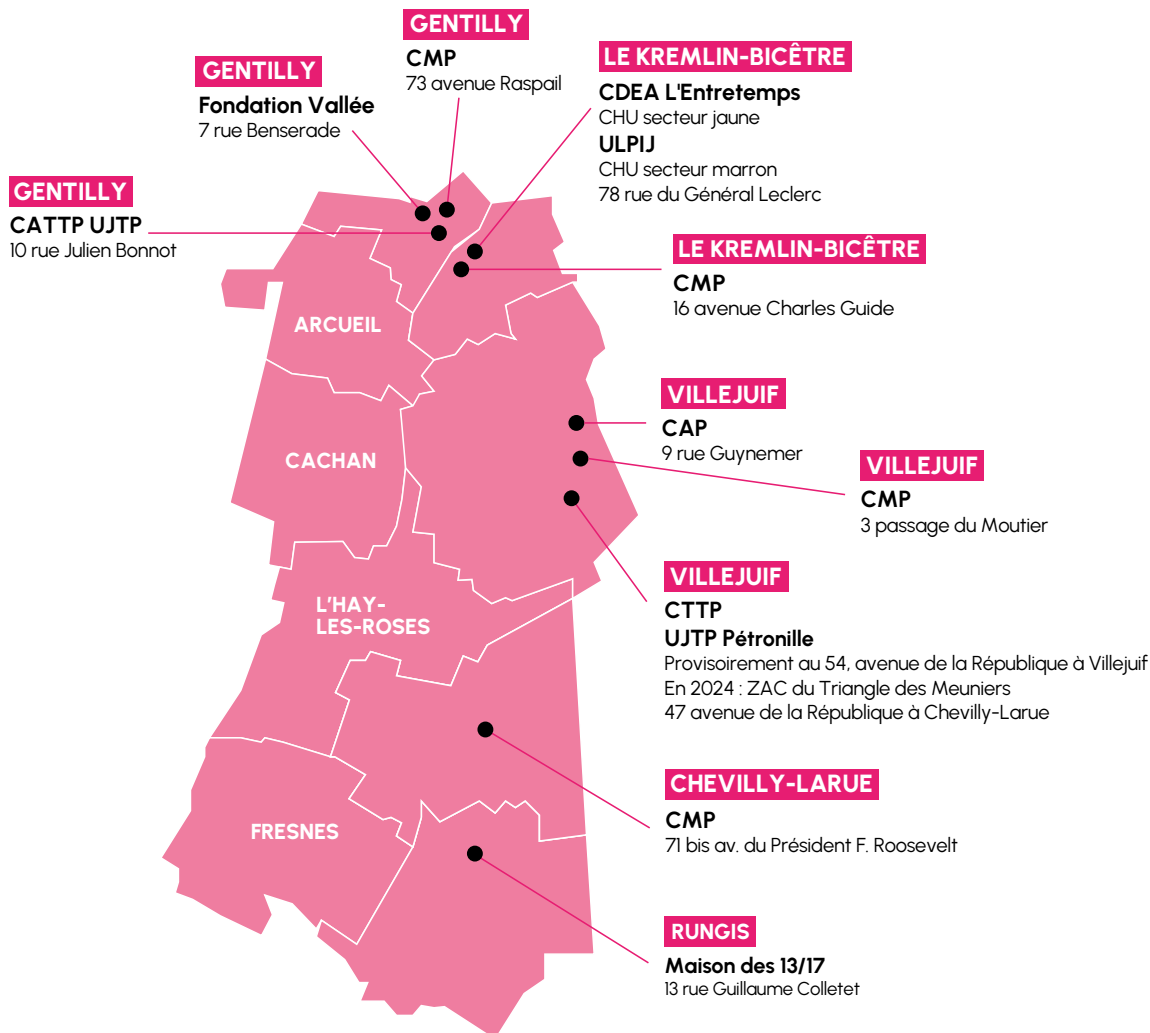 GENTILLY
CMP
73 avenue Raspail
GENTILLY
Fondation Vallée
7 rue Benserade
LE KREMLIN-BICÊTRE
CDEA L'Entretemps
CHU secteur jaune
ULPIJ
CHU secteur marron
78 rue du Général Leclerc
GENTILLY
CATTP UJTP
10 rue Julien Bonnot
LE KREMLIN-BICÊTRE
CMP
16 avenue Charles Guide
ARCUEIL
VILLEJUIF
CAP
9 rue Guynemer
CACHAN
VILLEJUIF
CMP
3 passage du Moutier
VILLEJUIF
CTTP
UJTP Pétronille
Provisoirement au 54, avenue de la République à Villejuif
En 2024 : ZAC du Triangle des Meuniers
47 avenue de la République à Chevilly-Larue
L'HAY-
LES-ROSES
CHEVILLY-LARUE
CMP
71 bis av. du Président F. Roosevelt
FRESNES
RUNGIS
Maison des 13/17
13 rue Guillaume Colletet